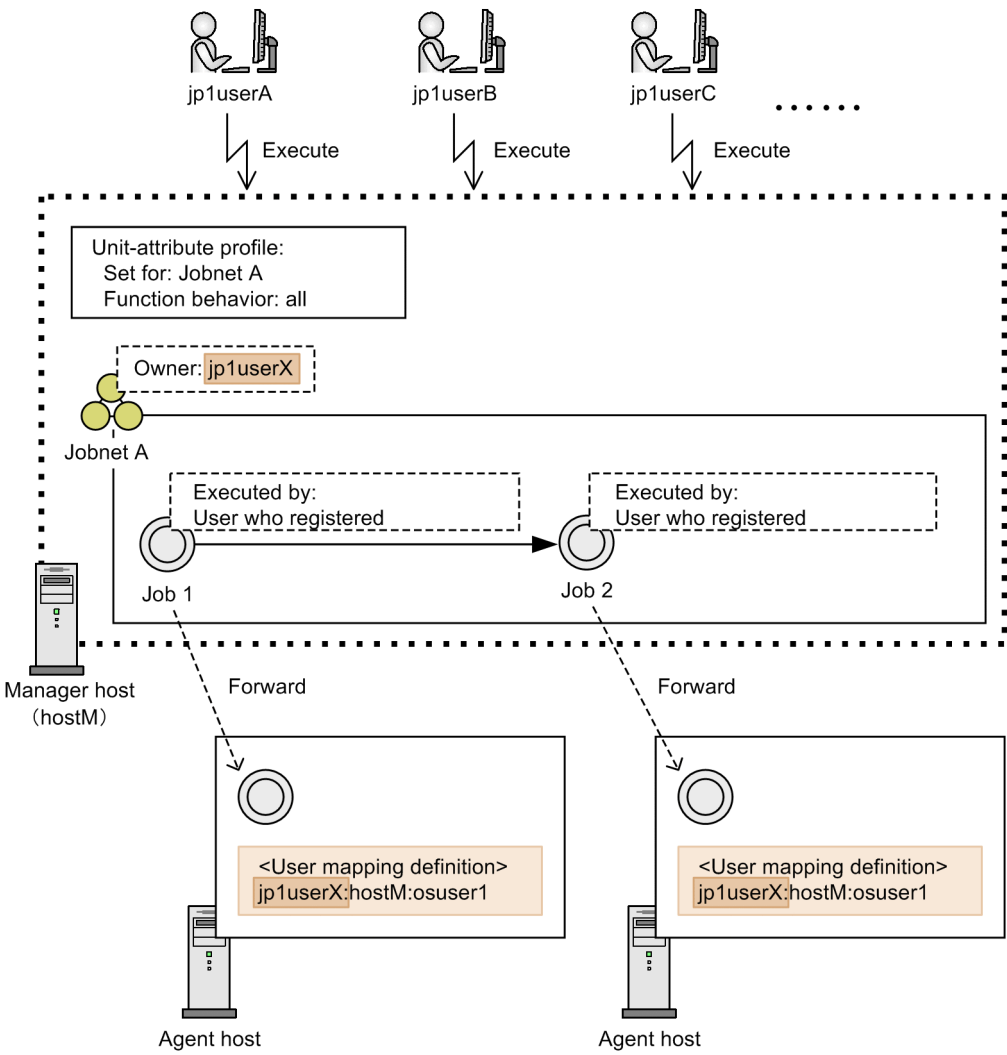 jp1userA
jp1userB
jp1userC
......
Execute
Execute
Execute
Unit-attribute profile:
Set for: Jobnet A
Function behavior: all
Owner: jp1userX
Jobnet A
Executed by:
User who registered
Executed by:
User who registered
Job 1
Job 2
Manager host
（hostM）
Forward
Forward
<User mapping definition>
jp1userX:hostM:osuser1
<User mapping definition>
jp1userX:hostM:osuser1
Agent host
Agent host